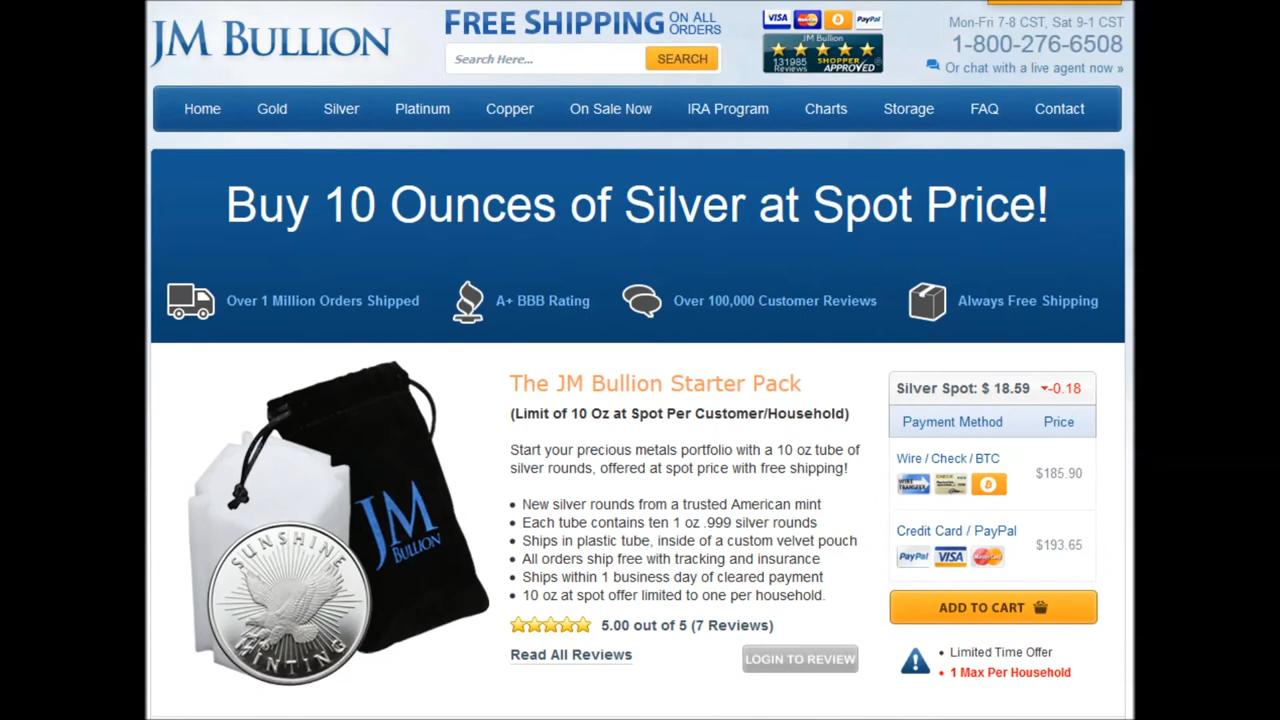 JM BULLION
FREE SHIPPING ON ALL ORDERS
Search Here...
SEARCH
VISA MasterCard PayPal
JM Bullion
131985 Reviews SHOPPER APPROVED
Mon-Fri 7-8 CST, Sat 9-1 CST
1-800-276-6508
Or chat with a live agent now »
Home Gold Silver Platinum Copper On Sale Now IRA Program Charts Storage FAQ Contact
Buy 10 Ounces of Silver at Spot Price!
Over 1 Million Orders Shipped
A+ BBB Rating
Over 100,000 Customer Reviews
Always Free Shipping
JM BULLION
SUNSHINE MINTING
The JM Bullion Starter Pack
(Limit of 10 Oz at Spot Per Customer/Household)
Start your precious metals portfolio with a 10 oz tube of
silver rounds, offered at spot price with free shipping!
• New silver rounds from a trusted American mint
• Each tube contains ten 1 oz .999 silver rounds
• Ships in plastic tube, inside of a custom velvet pouch
• All orders ship free with tracking and insurance
• Ships within 1 business day of cleared payment
• 10 oz at spot offer limited to one per household.
5.00 out of 5 (7 Reviews)
Read All Reviews
LOGIN TO REVIEW
Silver Spot: $ 18.59 -0.18
Payment Method Price
Wire / Check / BTC
WIRE TRANSFER CHECK
$185.90
Credit Card / PayPal
PayPal VISA MasterCard
$193.65
ADD TO CART
• Limited Time Offer
• 1 Max Per Household